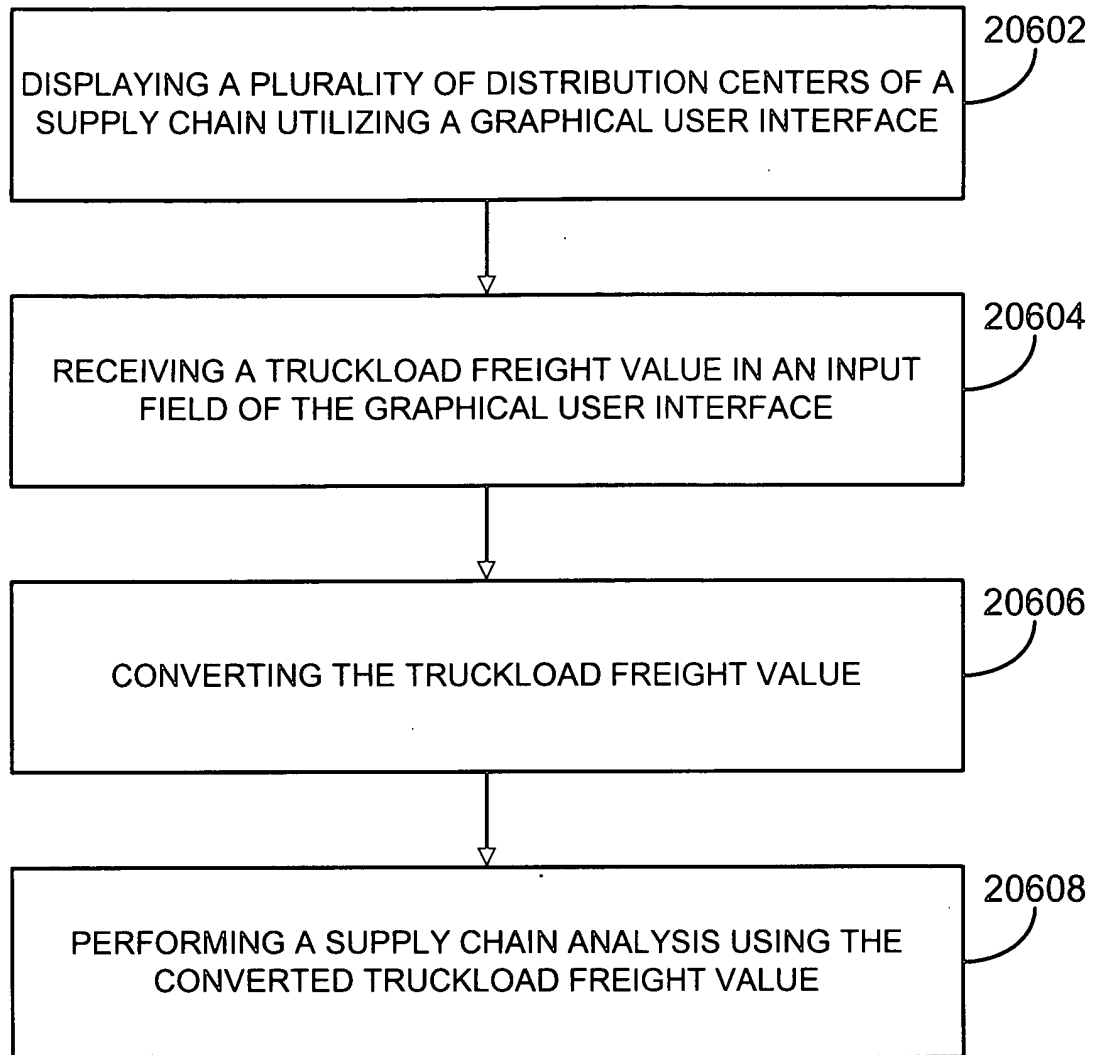 20602
DISPLAYING A PLURALITY OF DISTRIBUTION CENTERS OF A
SUPPLY CHAIN UTILIZING A GRAPHICAL USER INTERFACE
20604
RECEIVING A TRUCKLOAD FREIGHT VALUE IN AN INPUT
FIELD OF THE GRAPHICAL USER INTERFACE
20606
CONVERTING THE TRUCKLOAD FREIGHT VALUE
20608
PERFORMING A SUPPLY CHAIN ANALYSIS USING THE
CONVERTED TRUCKLOAD FREIGHT VALUE